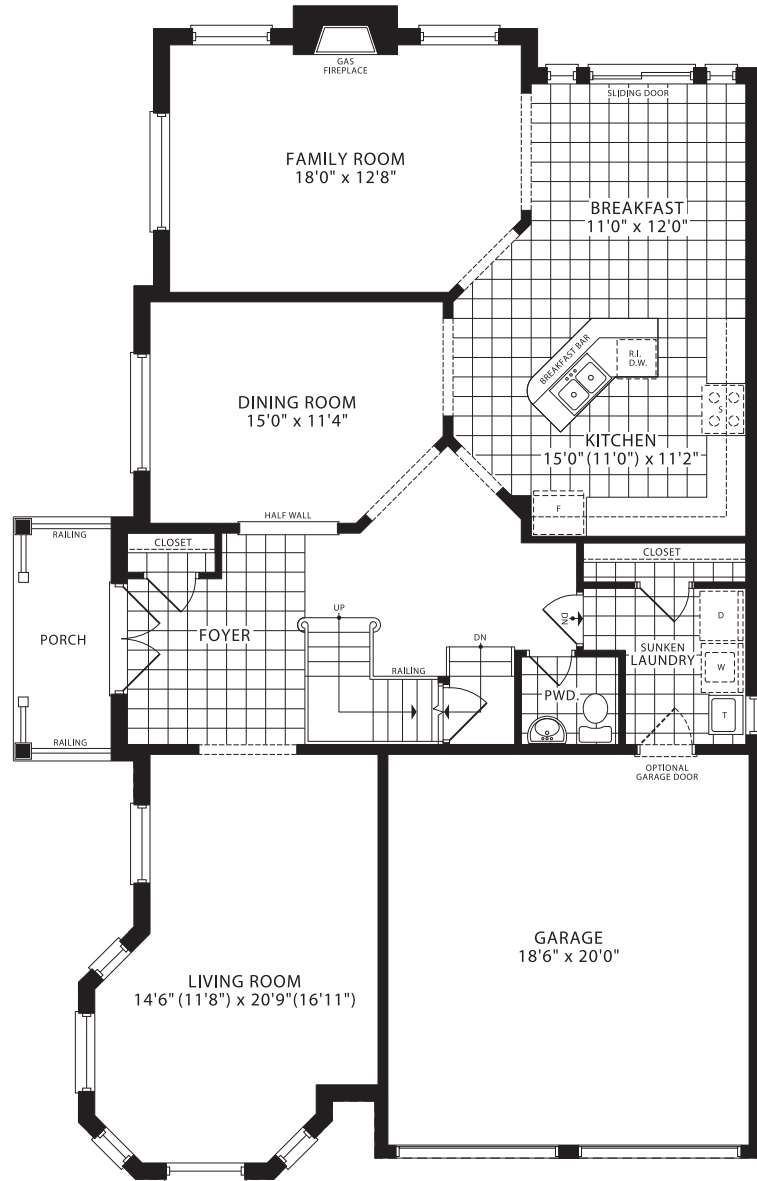 GAS
FIREPLACE
SLIDING DOOR
FAMILY ROOM
18'0" x 12'8"
BREAKFAST
11'0" x 12'0"
BREAKFAST BAR
R.I.
D.W.
S
DINING ROOM
15'0" x 11'4"
KITCHEN
15'0"(11'0") x 11'2"
F
HALF WALL
RAILING
CLOSET
CLOSET
PORCH
FOYER
UP
DN
DN
D
SUNKEN
LAUNDRY
W
RAILING
PWD.
T
RAILING
OPTIONAL
GARAGE DOOR
GARAGE
18'6" x 20'0"
LIVING ROOM
14'6"(11'8") x 20'9"(16'11")